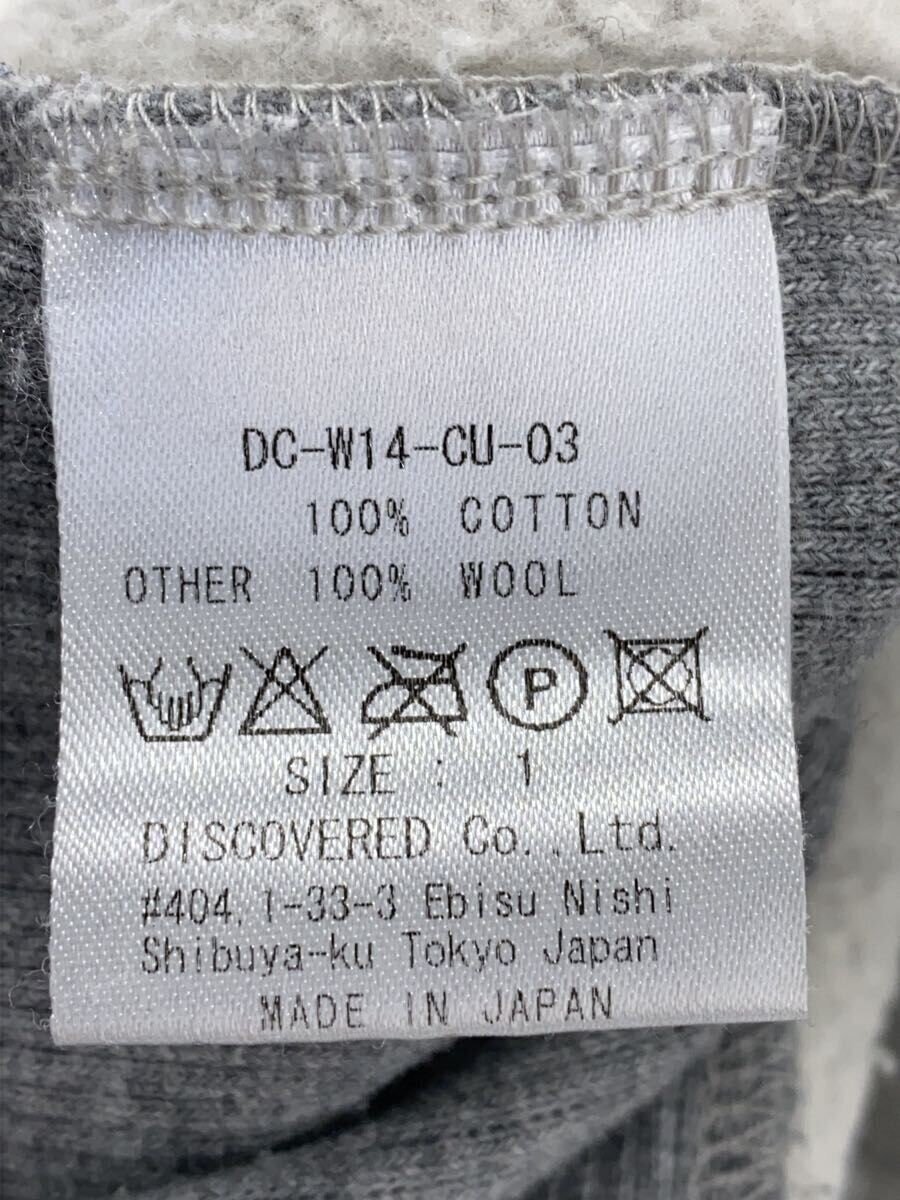 DC-W14-CU-03
100% COTTON
OTHER 100% WOOL
P
SIZE : 1
DISCOVERED Co.,Ltd.
#404,1-33-3 Ebisu Nishi
Shibuya-ku Tokyo Japan
MADE IN JAPAN